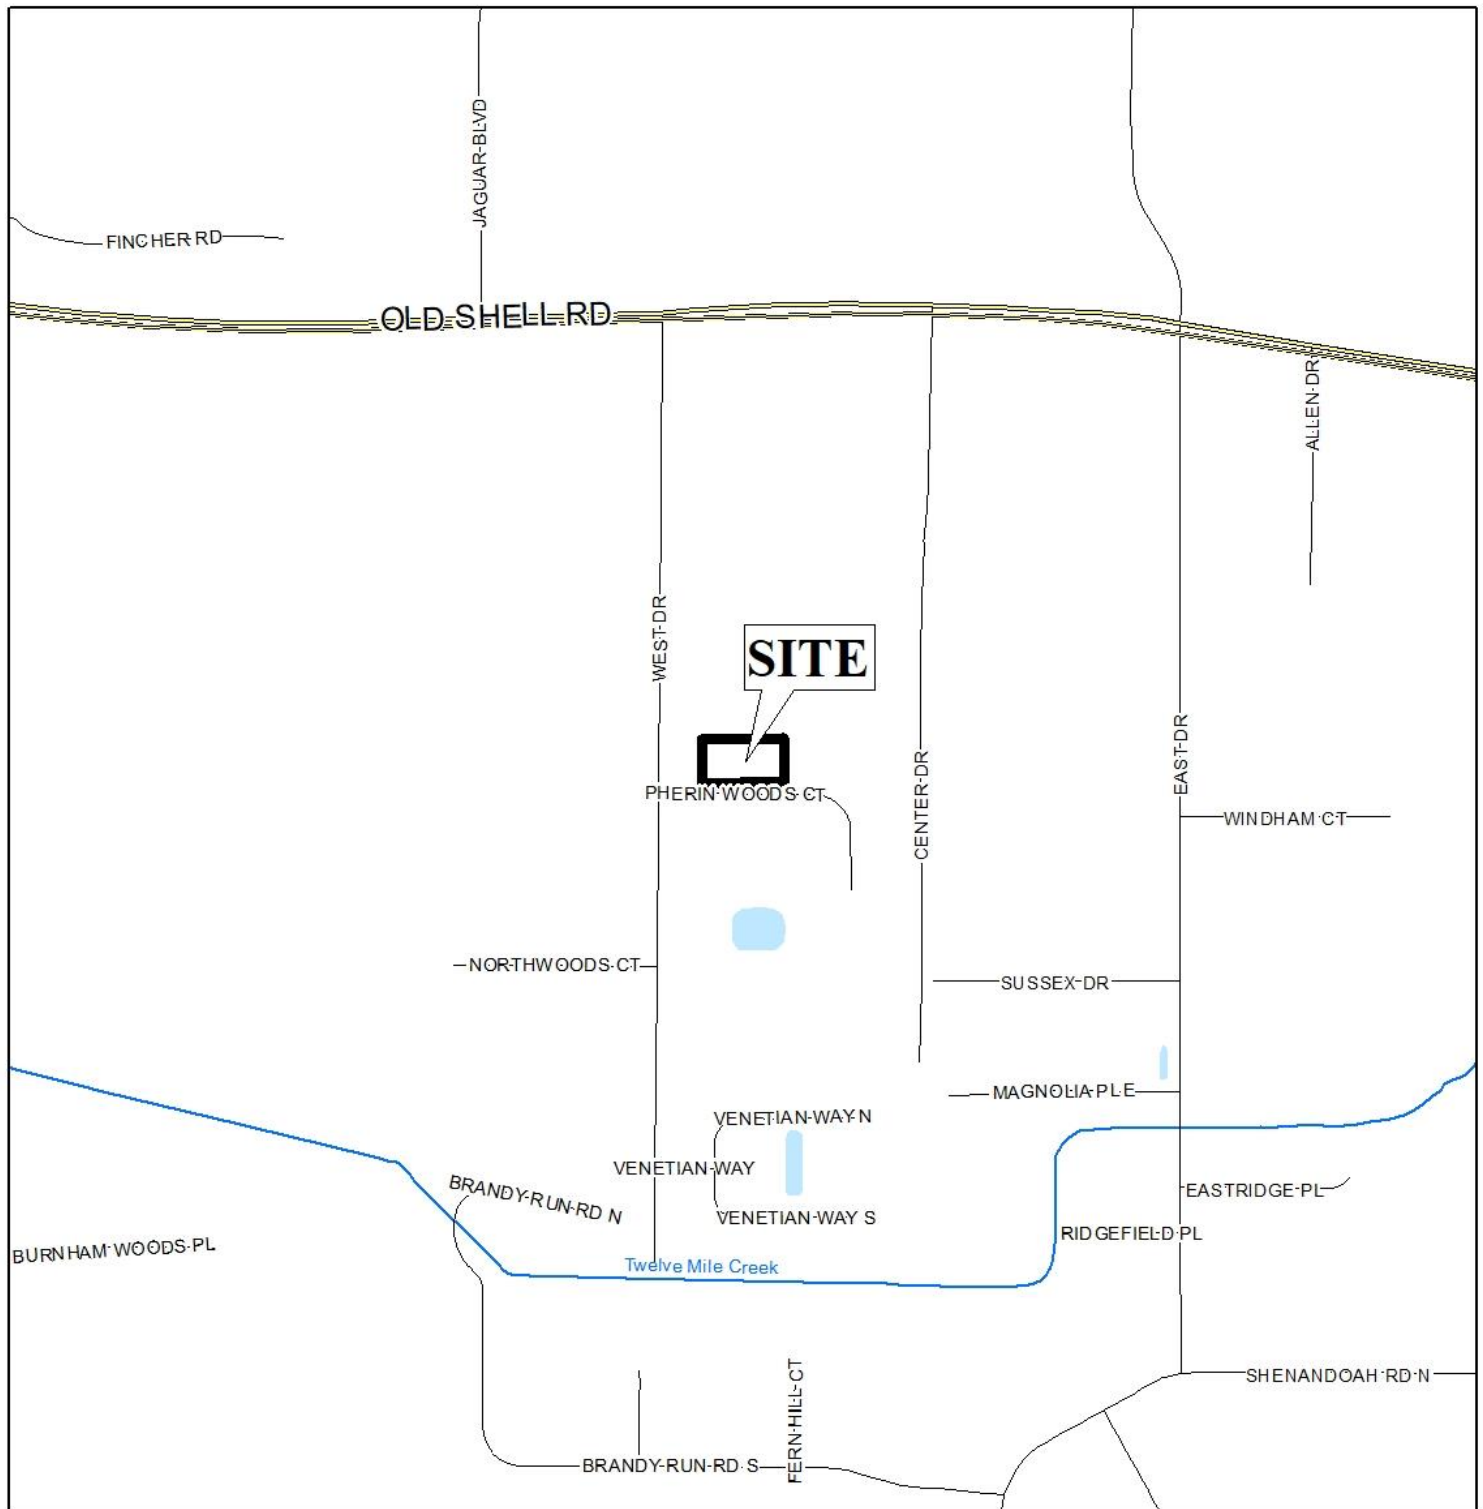 JAGUAR BLVD
FINCHER RD
OLD SHELL RD
ALLEN DR
WEST DR
SITE
EAST DR
CENTER DR
PHERIN WOODS CT
WINDHAM CT
NORTHWOODS CT
SUSSEX DR
MAGNOLIA PL E
VENETIAN WAY N
VENETIAN WAY
BRANDY RUN RD N
EASTRIDGE PL
VENETIAN WAY S
RIDGEFIELD PL
BURNHAM WOODS PL
Twelve Mile Creek
SHENANDOAH RD N
FERN HILL CT
BRANDY RUN RD S